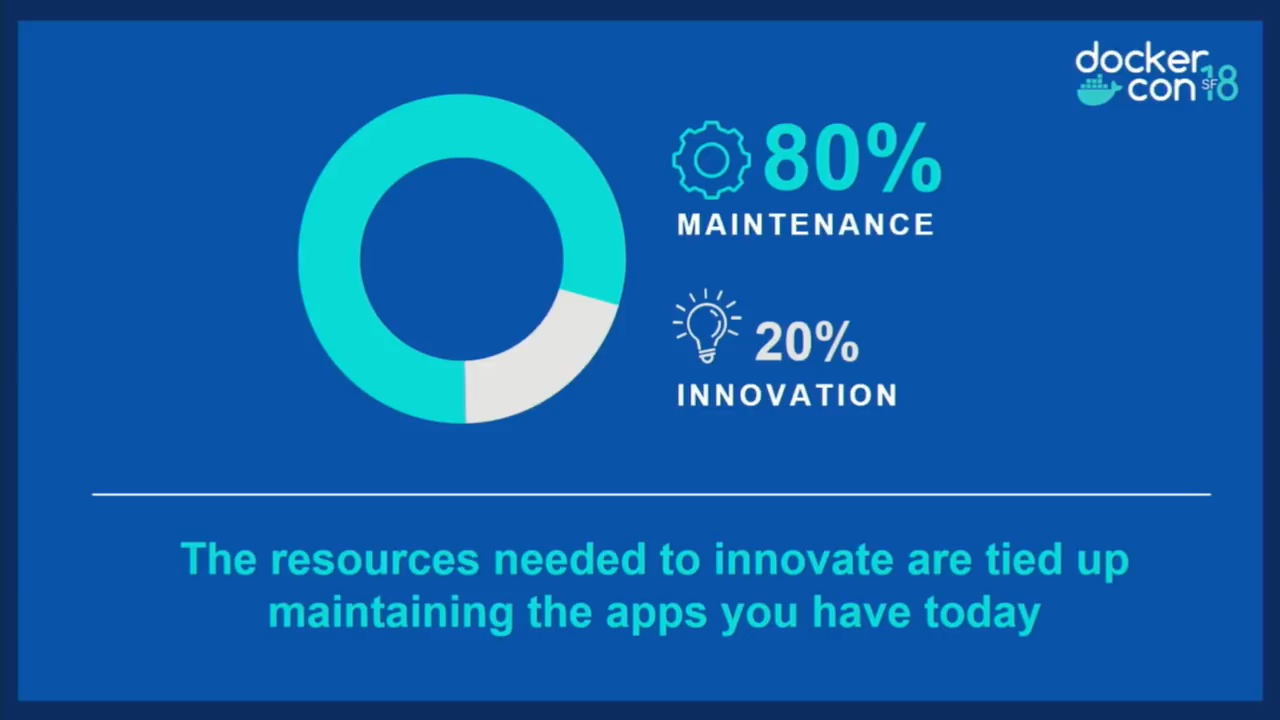 docker
con SF 18
80%
MAINTENANCE
20%
INNOVATION
The resources needed to innovate are tied up
maintaining the apps you have today